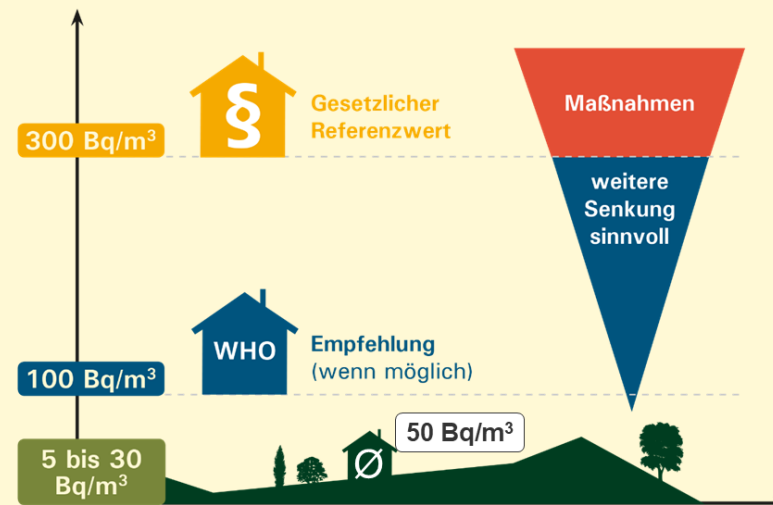 §
Gesetzlicher
Referenzwert
Maßnahmen
300 Bq/m³
weitere
Senkung
sinnvoll
WHO
Empfehlung
(wenn möglich)
100 Bq/m³
50 Bq/m³
Ø
5 bis 30
Bq/m³